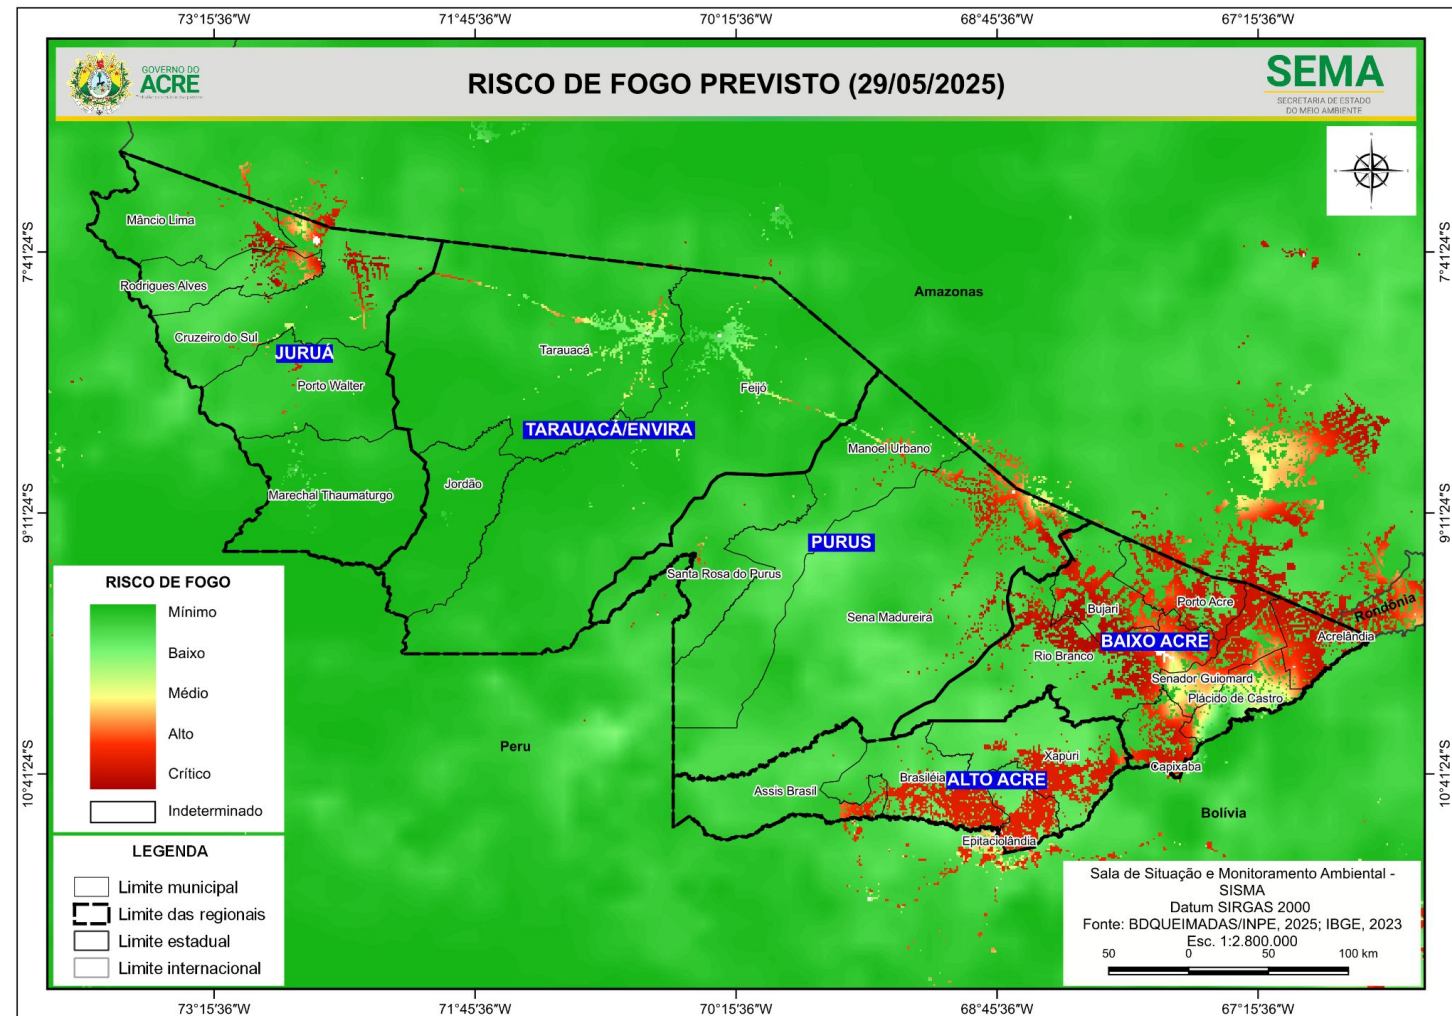 73°15'36"W
71°45'36"W
70°15'36"W
68°45'36"W
67°15'36"W
GOVERNO DO
ACRE
RISCO DE FOGO PREVISTO (29/05/2025)
SEMA
SECRETARIA DE ESTADO
DO MEIO AMBIENTE
7°41'24"S
7°41'24"S
9°11'24"S
9°11'24"S
10°41'24"S
10°41'24"S
Mâncio Lima
Rodrigues Alves
Cruzeiro do Sul
JURUÁ
Porto Walter
Marechal Thaumaturgo
Tarauacá
Feijó
TARAUACÁ/ENVIRA
Jordão
Amazonas
Manoel Urbano
PURUS
Santa Rosa do Purus
Sena Madureira
Bujari
Porto Acre
BAIXO ACRE
Rio Branco
Acrelândia
Rondônia
Senador Guiomard
Plácido de Castro
Capixaba
Xapuri
Brasiléia
ALTO ACRE
Assis Brasil
Epitaciolândia
Peru
Bolívia
RISCO DE FOGO
Mínimo
Baixo
Médio
Alto
Crítico
Indeterminado
LEGENDA
Limite municipal
Limite das regionais
Limite estadual
Limite internacional
Sala de Situação e Monitoramento Ambiental -
SISMA
Datum SIRGAS 2000
Fonte: BDQUEIMADAS/INPE, 2025; IBGE, 2023
Esc. 1:2.800.000
50 0 50 100 km
73°15'36"W
71°45'36"W
70°15'36"W
68°45'36"W
67°15'36"W